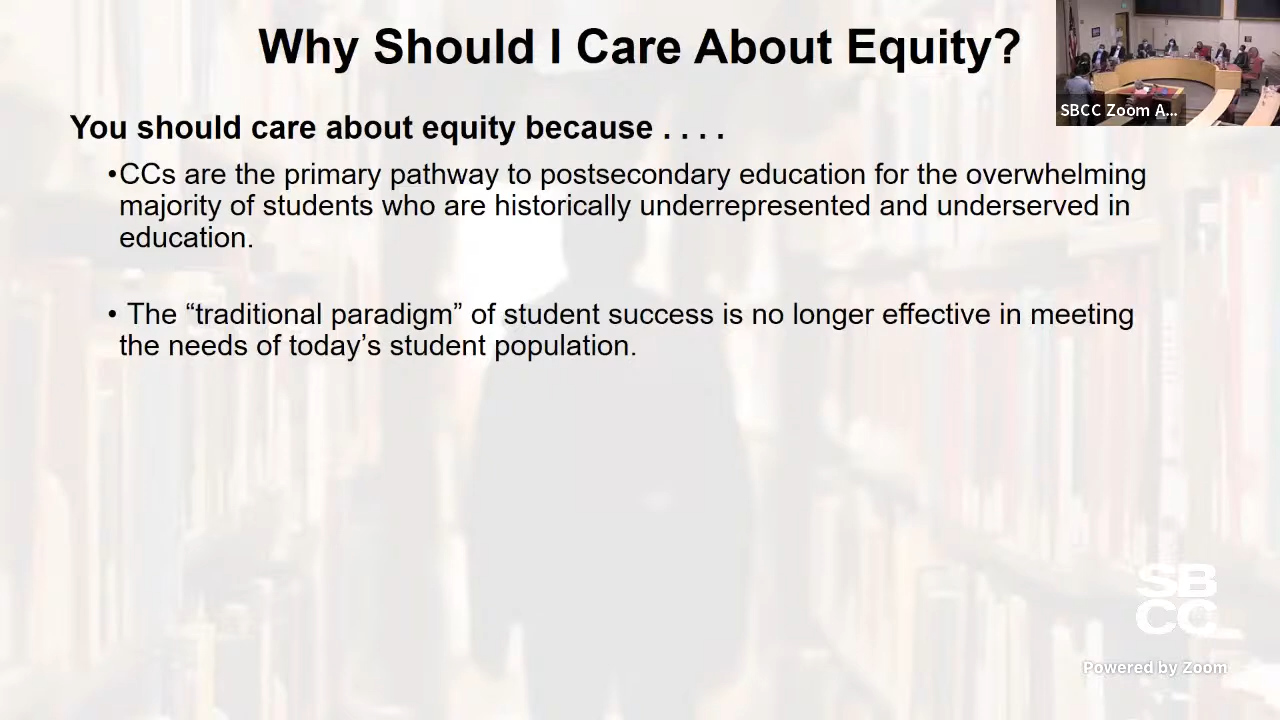 Why Should I Care About Equity?
SBCC Zoom A...
You should care about equity because . . . .
•CCs are the primary pathway to postsecondary education for the overwhelming
majority of students who are historically underrepresented and underserved in
education.
• The “traditional paradigm” of student success is no longer effective in meeting
the needs of today’s student population.
SB
CC
Powered by Zoom